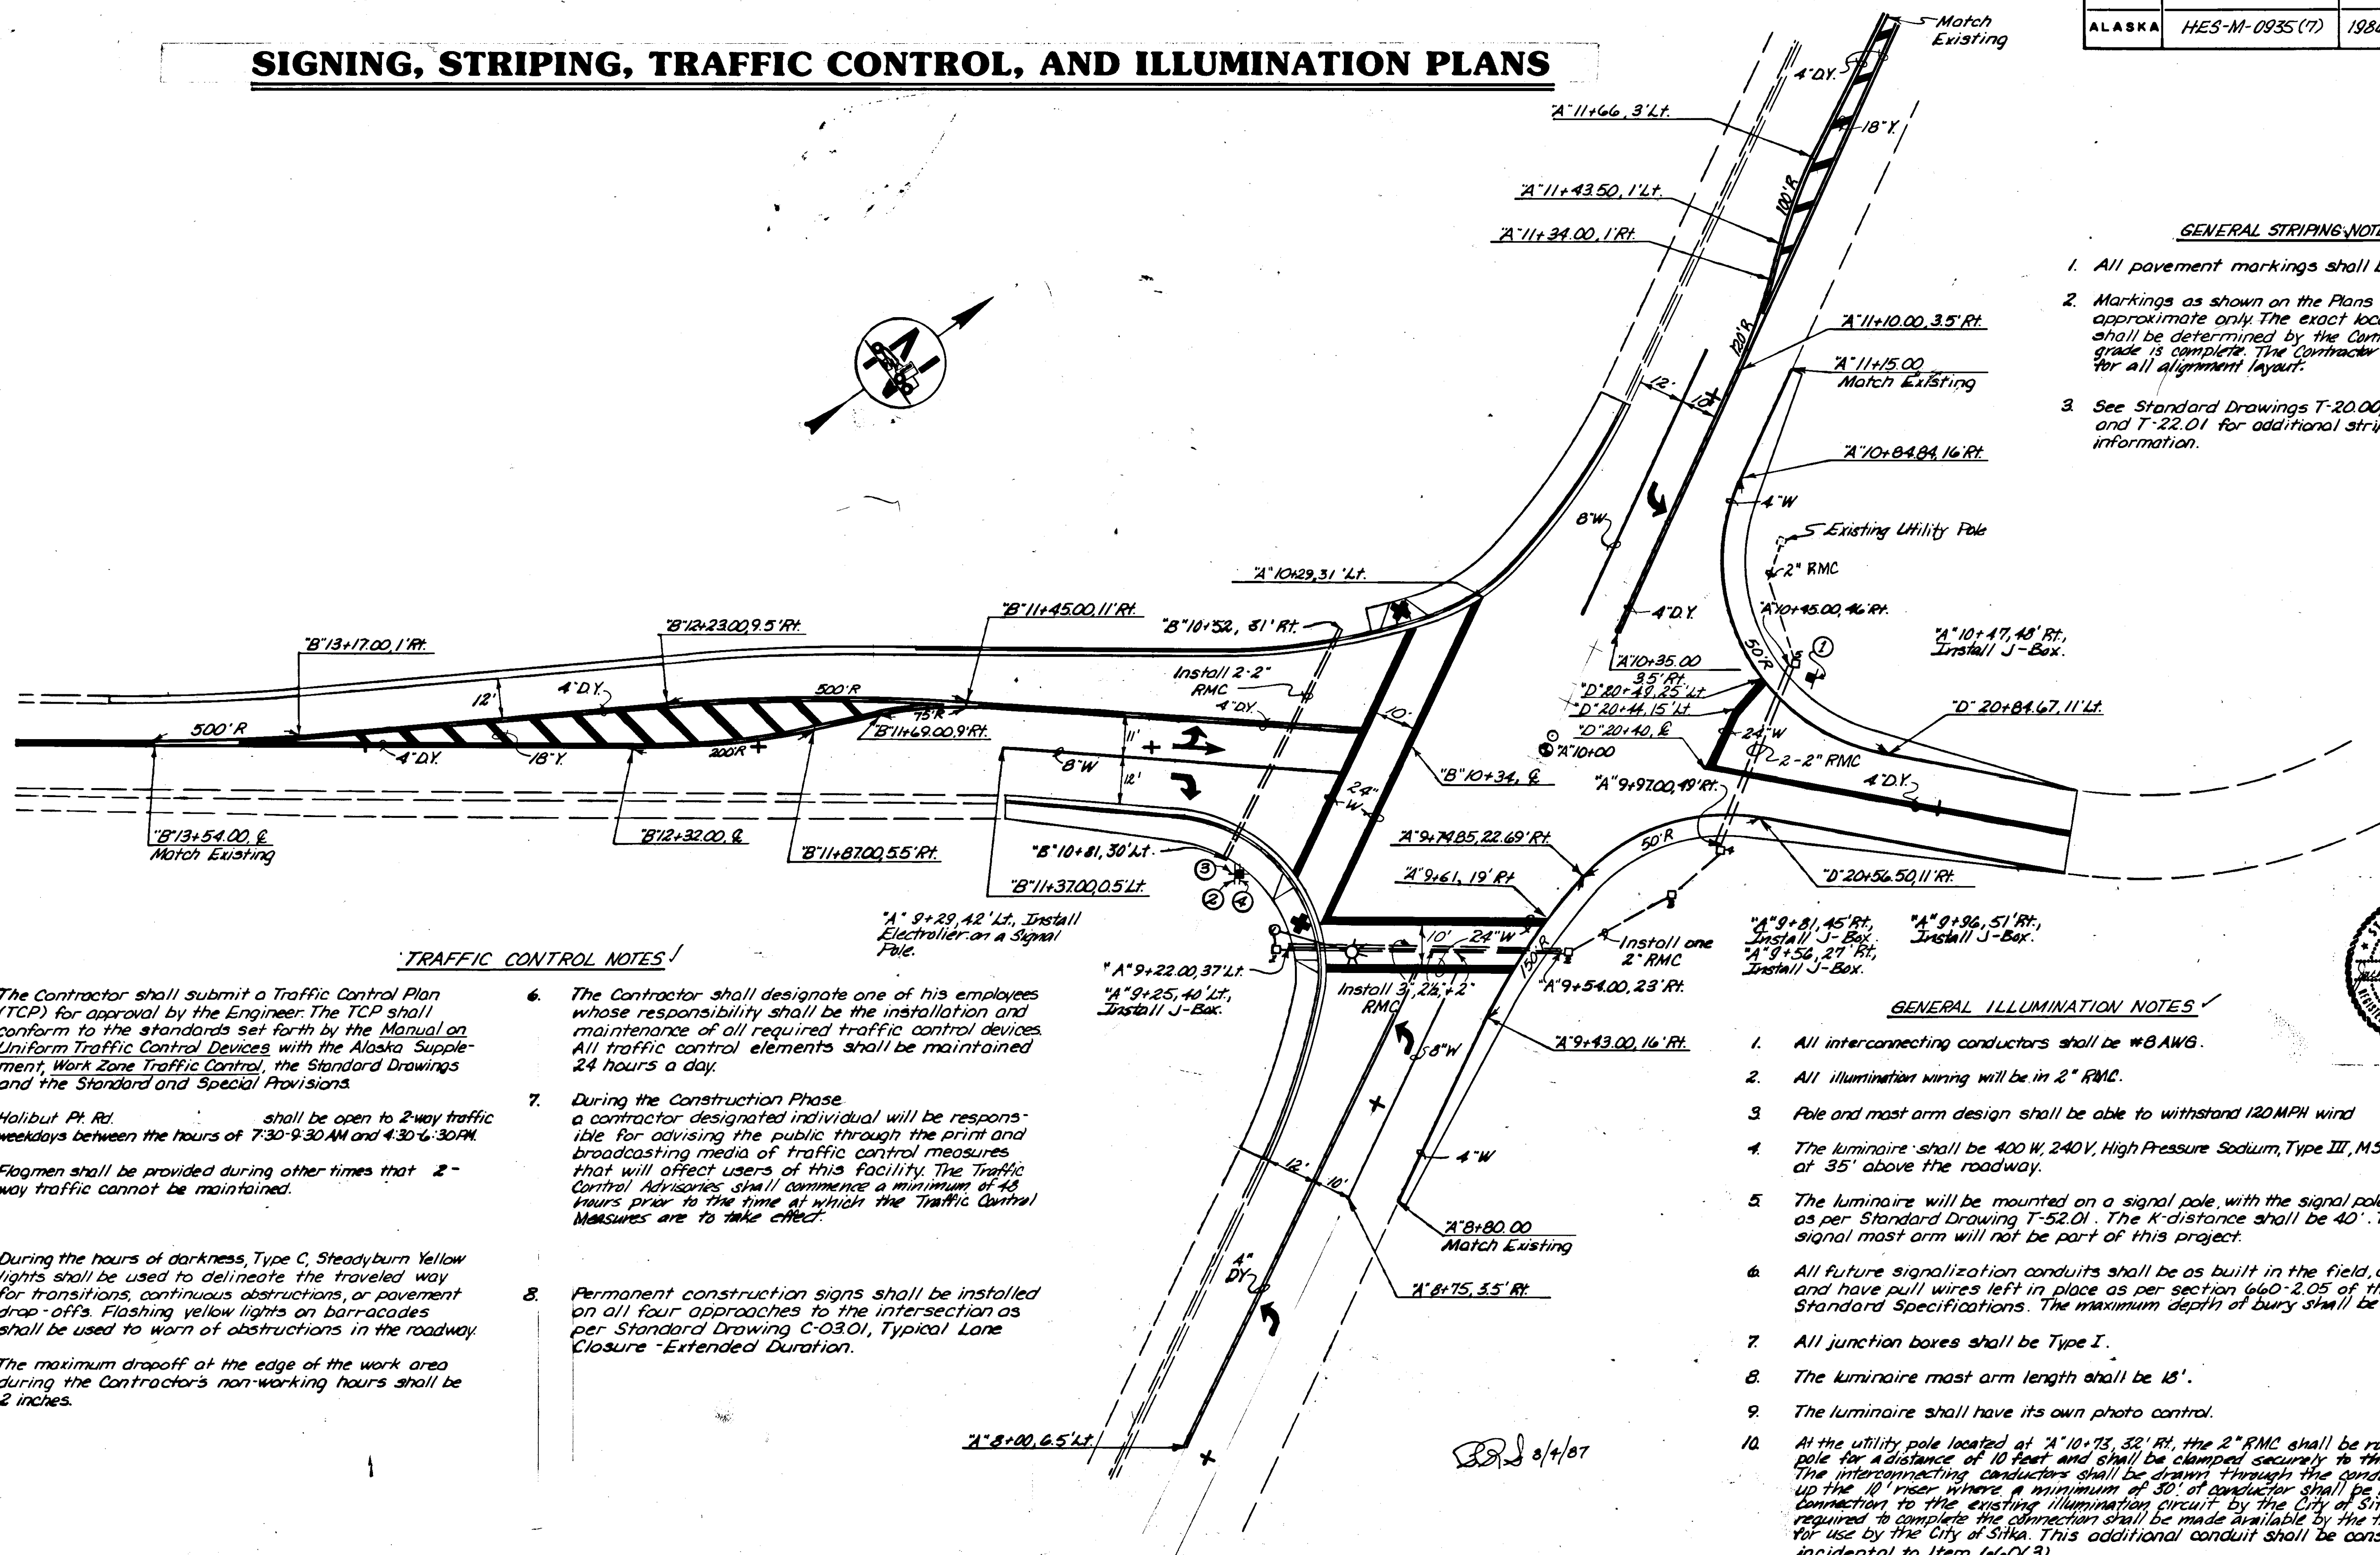 SIGNING, STRIPING, TRAFFIC CONTROL, AND ILLUMINATION PLANS
ALASKA HES-M-0935(7)
Match
Existing
4"D.Y.
18"Y.
"A"11+66, 3'Lt.
"A"11+43.50, 1'Lt.
"A"11+34.00, 1'Rt.
100'R
120'R
"A"11+10.00, 3.5'Rt.
"A"11+15.00
Match Existing
12'
10'
"A"10+84.84, 16'Rt.
4"W
8"W
Existing Utility Pole
2" RMC
"A"10+45.00, 46'Rt.
1
"A"10+47, 48'Rt.,
Install J-Box.
4"D.Y.
50'R
"A"10+35.00
3.5'Rt.
"D"20+49, 25'Lt
"D"20+44, 15'Lt.
"D"20+40, ℄
"A"10+00
24"W
2-2" RMC
"D" 20+84.67, 11'Lt.
4"D.Y.
"A"9+97.00, 49'Rt.
"A"9+74.85, 22.69'Rt.
50'R
"A"9+61, 19'Rt
"D"20+56.50, 11'Rt.
"A"10+29, 31'Lt.
"B"10+52, 31'Rt.
"B"11+45.00, 11'Rt.
"B"12+23.00, 9.5'Rt.
"B"13+17.00, 1'Rt.
Install 2-2"
RMC
4"D.Y.
500'R
12'
4"D.Y.
500'R
75'R
"B"11+69.00, 9'Rt.
200'R
18"Y.
4"D.Y.
11'
12'
8"W
10'
24"
W
"B"10+34, ℄
"B"13+54.00, ℄
Match Existing
"B"12+32.00, ℄
"B"11+87.00, 5.5'Rt.
"B"10+81, 30'Lt.
"B"11+37.00, 0.5'Lt.
3
2
4
"A" 9+29, 42'Lt., Install
Electrolier on a Signal
Pole.
"A"9+22.00, 37'Lt.
"A"9+25, 40'Lt.,
Install J-Box.
10'
24"W
150'R
Install 3", 2½", + 2"
RMC
Install one
2" RMC
"A"9+54.00, 23'Rt.
"A"9+81, 45'Rt.,
Install J-Box.
"A"9+56, 27'Rt.,
Install J-Box.
"A"9+96, 51'Rt.,
Install J-Box.
8"W
"A"9+43.00, 16'Rt.
4"W
12'
10'
"A"8+80.00
Match Existing
4"
DY
"A"8+75, 3.5'Rt.
"A"8+00, 6.5'Lt.
8/4/87
GENERAL STRIPING
1. All pavement markings shall
2. Markings as shown on the Plans
approximate only. The exact
shall be determined by the
grade is complete. The Contractor
for all alignment layout.
3. See Standard Drawings T-20.00,
and T-22.01 for additional
information.
TRAFFIC CONTROL NOTES
The Contractor shall submit a Traffic Control Plan
(TCP) for approval by the Engineer. The TCP shall
conform to the standards set forth by the Manual on
Uniform Traffic Control Devices with the Alaska Supple-
ment, Work Zone Traffic Control, the Standard Drawings
and the Standard and Special Provisions.
Halibut Pt. Rd. shall be open to 2-way traffic
weekdays between the hours of 7:30-9:30 AM and 4:30-6:30 PM.
Flagmen shall be provided during other times that 2-
way traffic cannot be maintained.
During the hours of darkness, Type C, Steadyburn Yellow
lights shall be used to delineate the traveled way
for transitions, continuous obstructions, or pavement
drop-offs. Flashing yellow lights on barracades
shall be used to warn of obstructions in the roadway.
The maximum dropoff at the edge of the work area
during the Contractor's non-working hours shall be
2 inches.
6. The Contractor shall designate one of his employees
whose responsibility shall be the installation and
maintenance of all required traffic control devices.
All traffic control elements shall be maintained
24 hours a day.
7. During the Construction Phase
a contractor designated individual will be respons-
ible for advising the public through the print and
broadcasting media of traffic control measures
that will affect users of this facility. The Traffic
Control Advisories shall commence a minimum of 48
hours prior to the time at which the Traffic Control
Measures are to take effect.
8. Permanent construction signs shall be installed
on all four approaches to the intersection as
per Standard Drawing C-03.01, Typical Lane
Closure - Extended Duration.
GENERAL ILLUMINATION NOTES
1. All interconnecting conductors shall be #8 AWG.
2. All illumination wiring will be in 2" RMC.
3. Pole and mast arm design shall be able to withstand 120 MPH wind
4. The luminaire shall be 400 W, 240 V, High Pressure Sodium, Type III,
at 35' above the roadway.
5. The luminaire will be mounted on a signal pole, with the signal
as per Standard Drawing T-52.01. The K-distance shall be 40'.
signal mast arm will not be part of this project.
6. All future signalization conduits shall be as built in the field,
and have pull wires left in place as per section 660-2.05 of
Standard Specifications. The maximum depth of bury shall be
7. All junction boxes shall be Type I.
8. The luminaire mast arm length shall be 18'.
9. The luminaire shall have its own photo control.
10. At the utility pole located at "A"10+73, 32' Rt., the 2" RMC shall be
pole for a distance of 10 feet and shall be clamped securely to
The interconnecting conductors shall be drawn through the
up the 10' riser where a minimum of 30' of conductor shall be
connection to the existing illumination circuit by the City of
required to complete the connection shall be made available by the
for use by the City of Sitka. This additional conduit shall be
incidental to Item